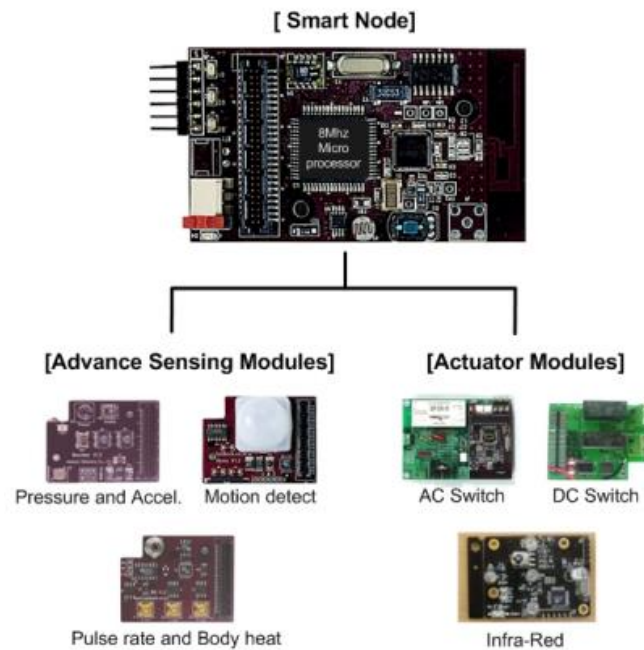 [ Smart Node]
8Mhz
Micro
processor
[Advance Sensing Modules]
[Actuator Modules]
Pressure and Accel.
Motion detect
AC Switch
DC Switch
Pulse rate and Body heat
Infra-Red